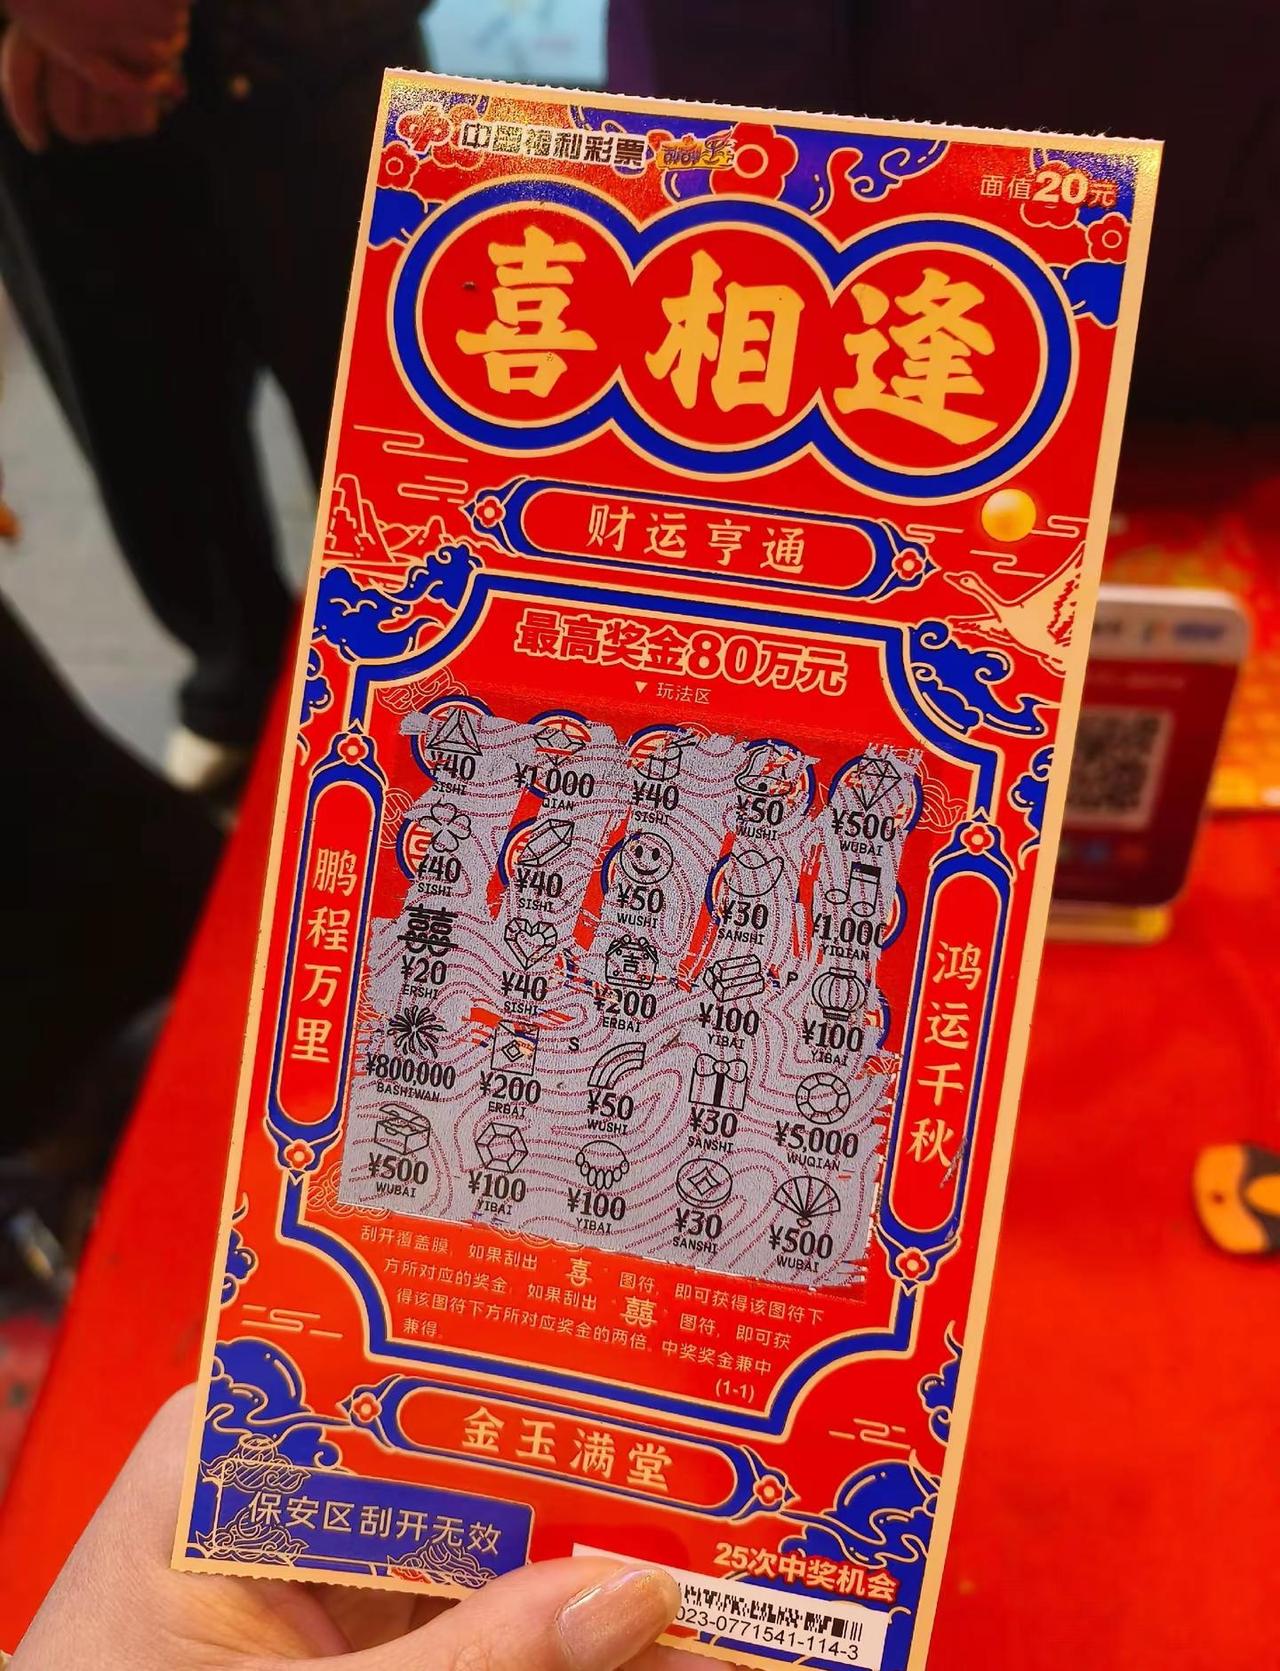 中国福利彩票 刮刮乐
面值20元
喜相逢
财运亨通
最高奖金80万元
▼ 玩法区
鹏程万里
鸿运千秋
¥40 ¥1,000 ¥40 ¥50 ¥500
SISHI QIAN SISHI WUSHI WUBAI
¥40 ¥40 ¥50 ¥30 ¥1,000
SISHI SISHI WUSHI SANSHI YIQIAN
囍
吉
P
¥20 ¥40 ¥200 ¥100 ¥100
ERSHI SISHI ERBAI YIBAI YIBAI
S
¥800,000 ¥200 ¥50 ¥30 ¥5,000
BASHIWAN ERBAI WUSHI SANSHI WUQIAN
¥500 ¥100 ¥100 ¥30 ¥500
WUBAI YIBAI YIBAI SANSHI WUBAI
刮开覆盖膜，如果刮出 喜 图符，即可获得该图符下
方所对应的奖金，如果刮出 囍 图符，即可获
得该图符下方所对应奖金的两倍。中奖奖金兼中
兼得。
(1-1)
金玉满堂
保安区刮开无效
25次中奖机会
023-0771541-114-3